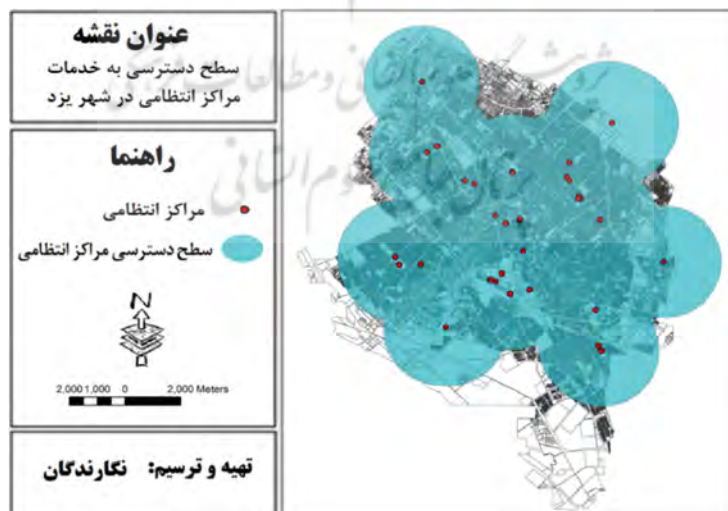 عنوان نقشه
سطح دسترسی به خدمات
مراکز انتظامی در شهر یزد
راهنما
مراکز انتظامی
سطح دسترسی مراکز انتظامی
N
2,000 1,000 0 2,000 Meters
تهیه و ترسیم: نگارندگان